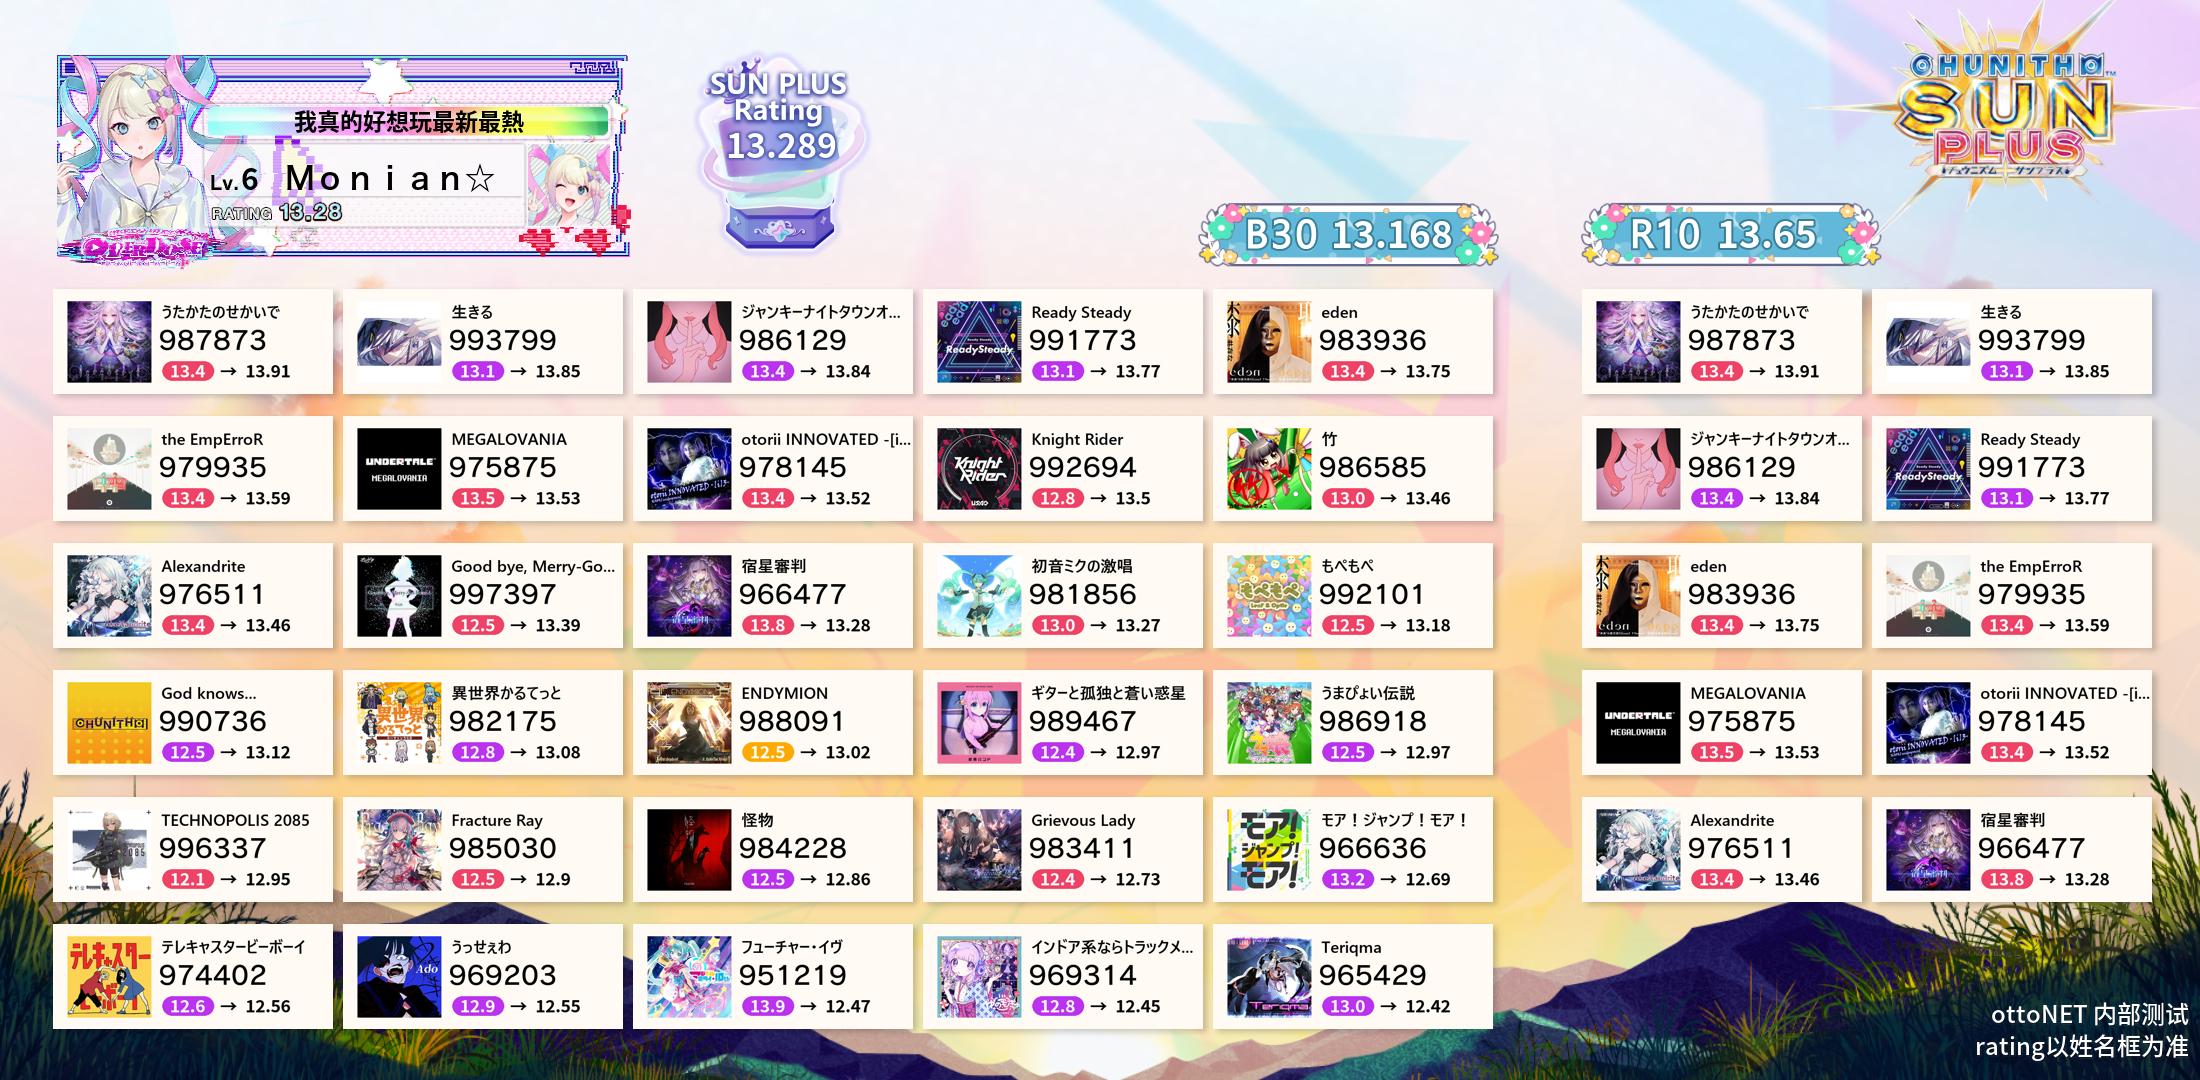 我真的好想玩最新最熱
Lv.6 Monian☆
RATING 13.28
OVERDOSE
SUN PLUS
Rating
13.289
CHUNITHM
SUN
PLUS
チュウニズム サンプラス
B30 13.168
R10 13.65
うたかたのせかいで
987873
13.4 → 13.91
生きる
993799
13.1 → 13.85
ジャンキーナイトタウンオ...
986129
13.4 → 13.84
Ready Steady
991773
13.1 → 13.77
eden
983936
13.4 → 13.75
the EmpErroR
979935
13.4 → 13.59
MEGALOVANIA
975875
13.5 → 13.53
otorii INNOVATED -[i...
978145
13.4 → 13.52
Knight Rider
992694
12.8 → 13.5
竹
986585
13.0 → 13.46
Alexandrite
976511
13.4 → 13.46
Good bye, Merry-Go...
997397
12.5 → 13.39
宿星審判
966477
13.8 → 13.28
初音ミクの激唱
981856
13.0 → 13.27
もぺもぺ
992101
12.5 → 13.18
God knows...
990736
12.5 → 13.12
異世界かるてっと
982175
12.8 → 13.08
ENDYMION
988091
12.5 → 13.02
ギターと孤独と蒼い惑星
989467
12.4 → 12.97
うまぴょい伝説
986918
12.5 → 12.97
TECHNOPOLIS 2085
996337
12.1 → 12.95
Fracture Ray
985030
12.5 → 12.9
怪物
984228
12.5 → 12.86
Grievous Lady
983411
12.4 → 12.73
モア！ジャンプ！モア！
966636
13.2 → 12.69
テレキャスタービーボーイ
974402
12.6 → 12.56
うっせぇわ
969203
12.9 → 12.55
フューチャー・イヴ
951219
13.9 → 12.47
インドア系ならトラックメ...
969314
12.8 → 12.45
Teriqma
965429
13.0 → 12.42
うたかたのせかいで
987873
13.4 → 13.91
生きる
993799
13.1 → 13.85
ジャンキーナイトタウンオ...
986129
13.4 → 13.84
Ready Steady
991773
13.1 → 13.77
eden
983936
13.4 → 13.75
the EmpErroR
979935
13.4 → 13.59
MEGALOVANIA
975875
13.5 → 13.53
otorii INNOVATED -[i...
978145
13.4 → 13.52
Alexandrite
976511
13.4 → 13.46
宿星審判
966477
13.8 → 13.28
ottoNET 内部测试
rating以姓名框为准